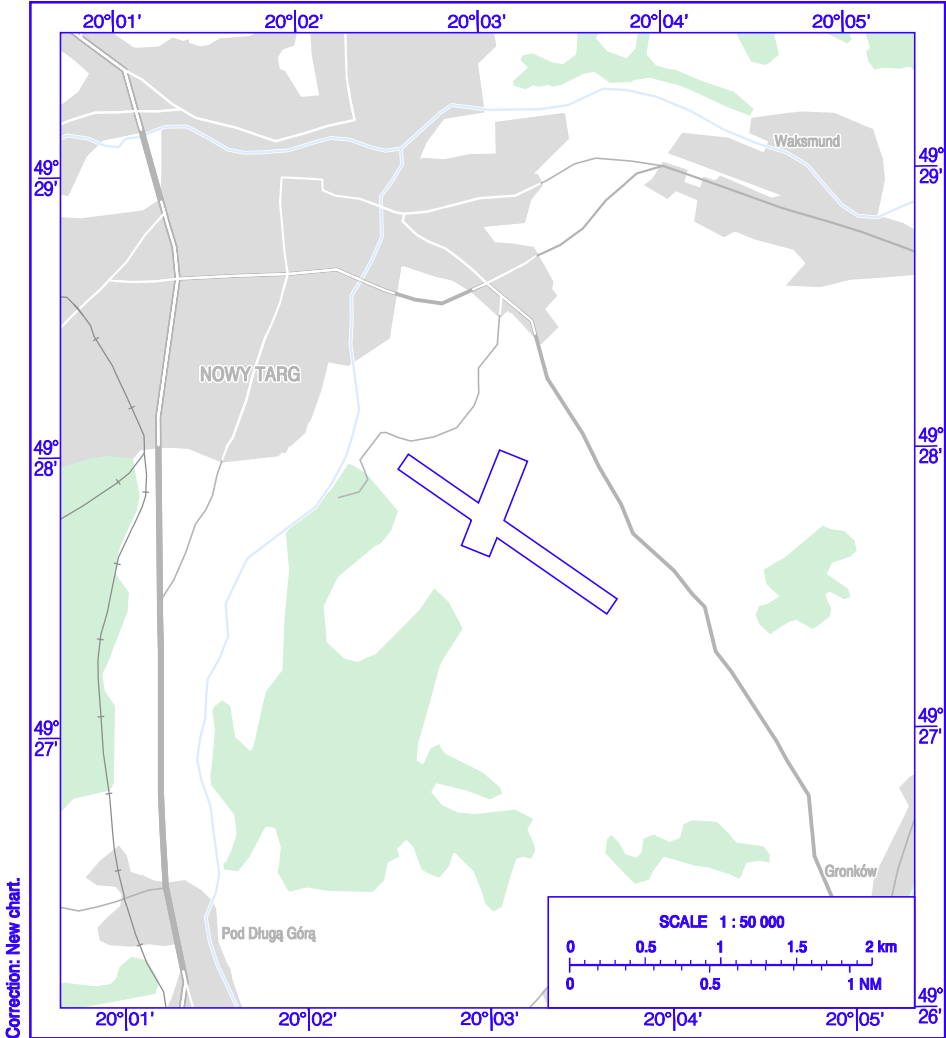 20°01' 20°02' 20°03' 20°04' 20°05'
Waksmund
49° 49°
29' 29'
NOWY TARG
49° 49°
28' 28'
49° 49°
27' 27'
Gronków
Pod Długą Górą
SCALE 1 : 50 000
0 0.5 1 1.5 2 km
0 0.5 1 NM
49°
26'
20°01' 20°02' 20°03' 20°04' 20°05'
Correction: New chart.